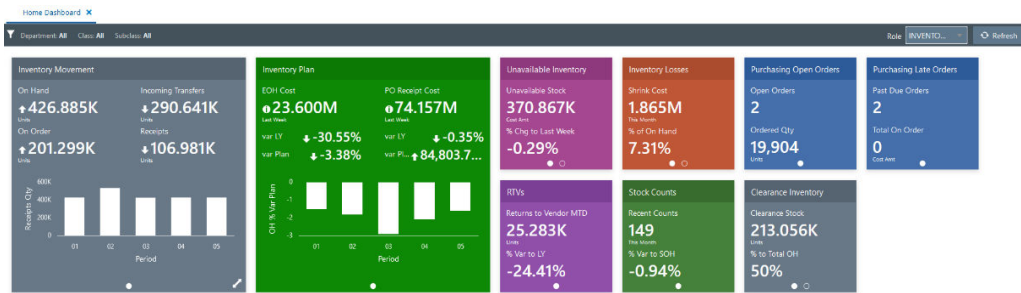 Home Dashboard ×
Department: All Class: All Subclass: All
Role INVENTO... Refresh
Inventory Movement
On Hand Incoming Transfers
426.885K 290.641K
Units Units
On Order Receipts
201.299K 106.981K
Units Units
Receipts Qty
600K
400K
200K
0
01 02 03 04 05
Period
Inventory Plan
EOH Cost PO Receipt Cost
23.600M 74.157M
Last Week Last Week
var LY -30.55% var LY -0.35%
var Plan -3.38% var Pl... 84,803.7...
OH % Var Plan
0
-1
-2
-3
01 02 03 04 05
Period
Unavailable Inventory
Unavailable Stock
370.867K
Cost Amt
% Chg to Last Week
-0.29%
Inventory Losses
Shrink Cost
1.865M
This Month
% of On Hand
7.31%
Purchasing Open Orders
Open Orders
2
Ordered Qty
19,904
Units
Purchasing Late Orders
Past Due Orders
2
Total On Order
0
Cost Amt
RTVs
Returns to Vendor MTD
25.283K
Units
% Var to LY
-24.41%
Stock Counts
Recent Counts
149
This Month
% Var to SOH
-0.94%
Clearance Inventory
Clearance Stock
213.056K
Units
% to Total OH
50%